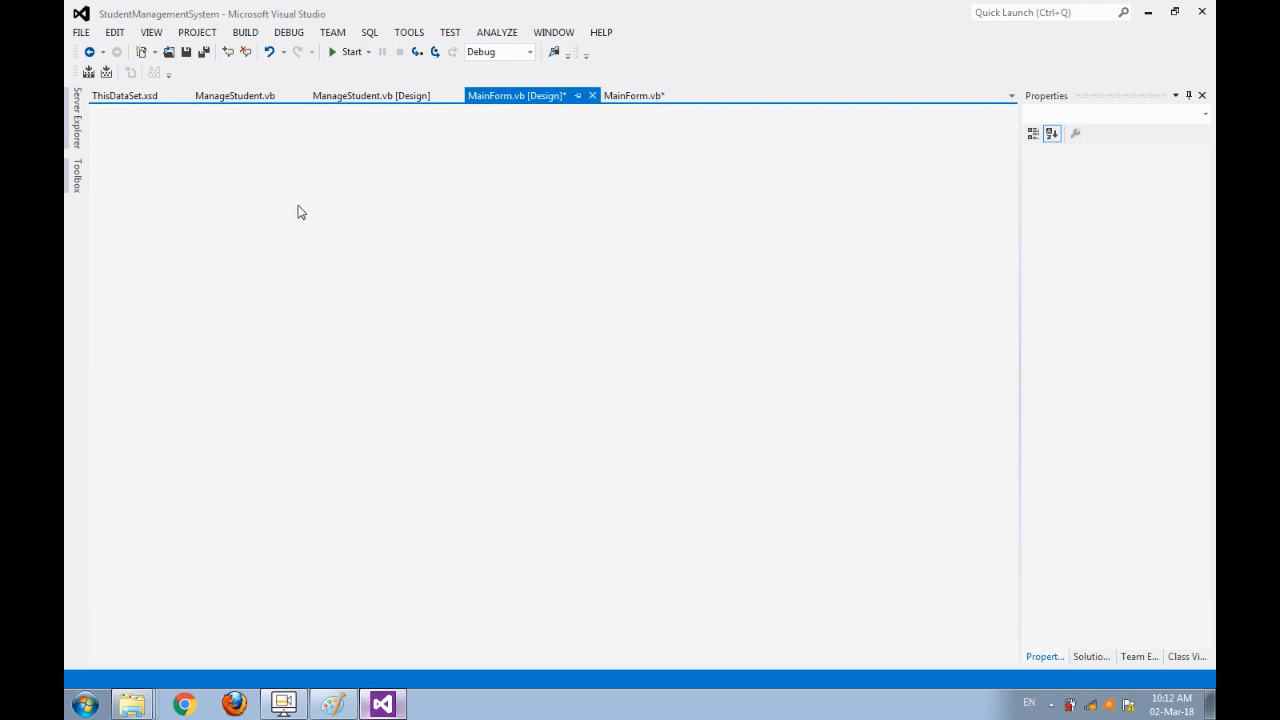 StudentManagementSystem - Microsoft Visual Studio
Quick Launch (Ctrl+Q)
FILE EDIT VIEW PROJECT BUILD DEBUG TEAM SQL TOOLS TEST ANALYZE WINDOW HELP
Start Debug
ThisDataSet.xsd ManageStudent.vb ManageStudent.vb [Design] MainForm.vb [Design]* MainForm.vb*
Properties
Server Explorer
Toolbox
Propert... Solutio... Team E... Class Vi...
EN
10:12 AM
02-Mar-18